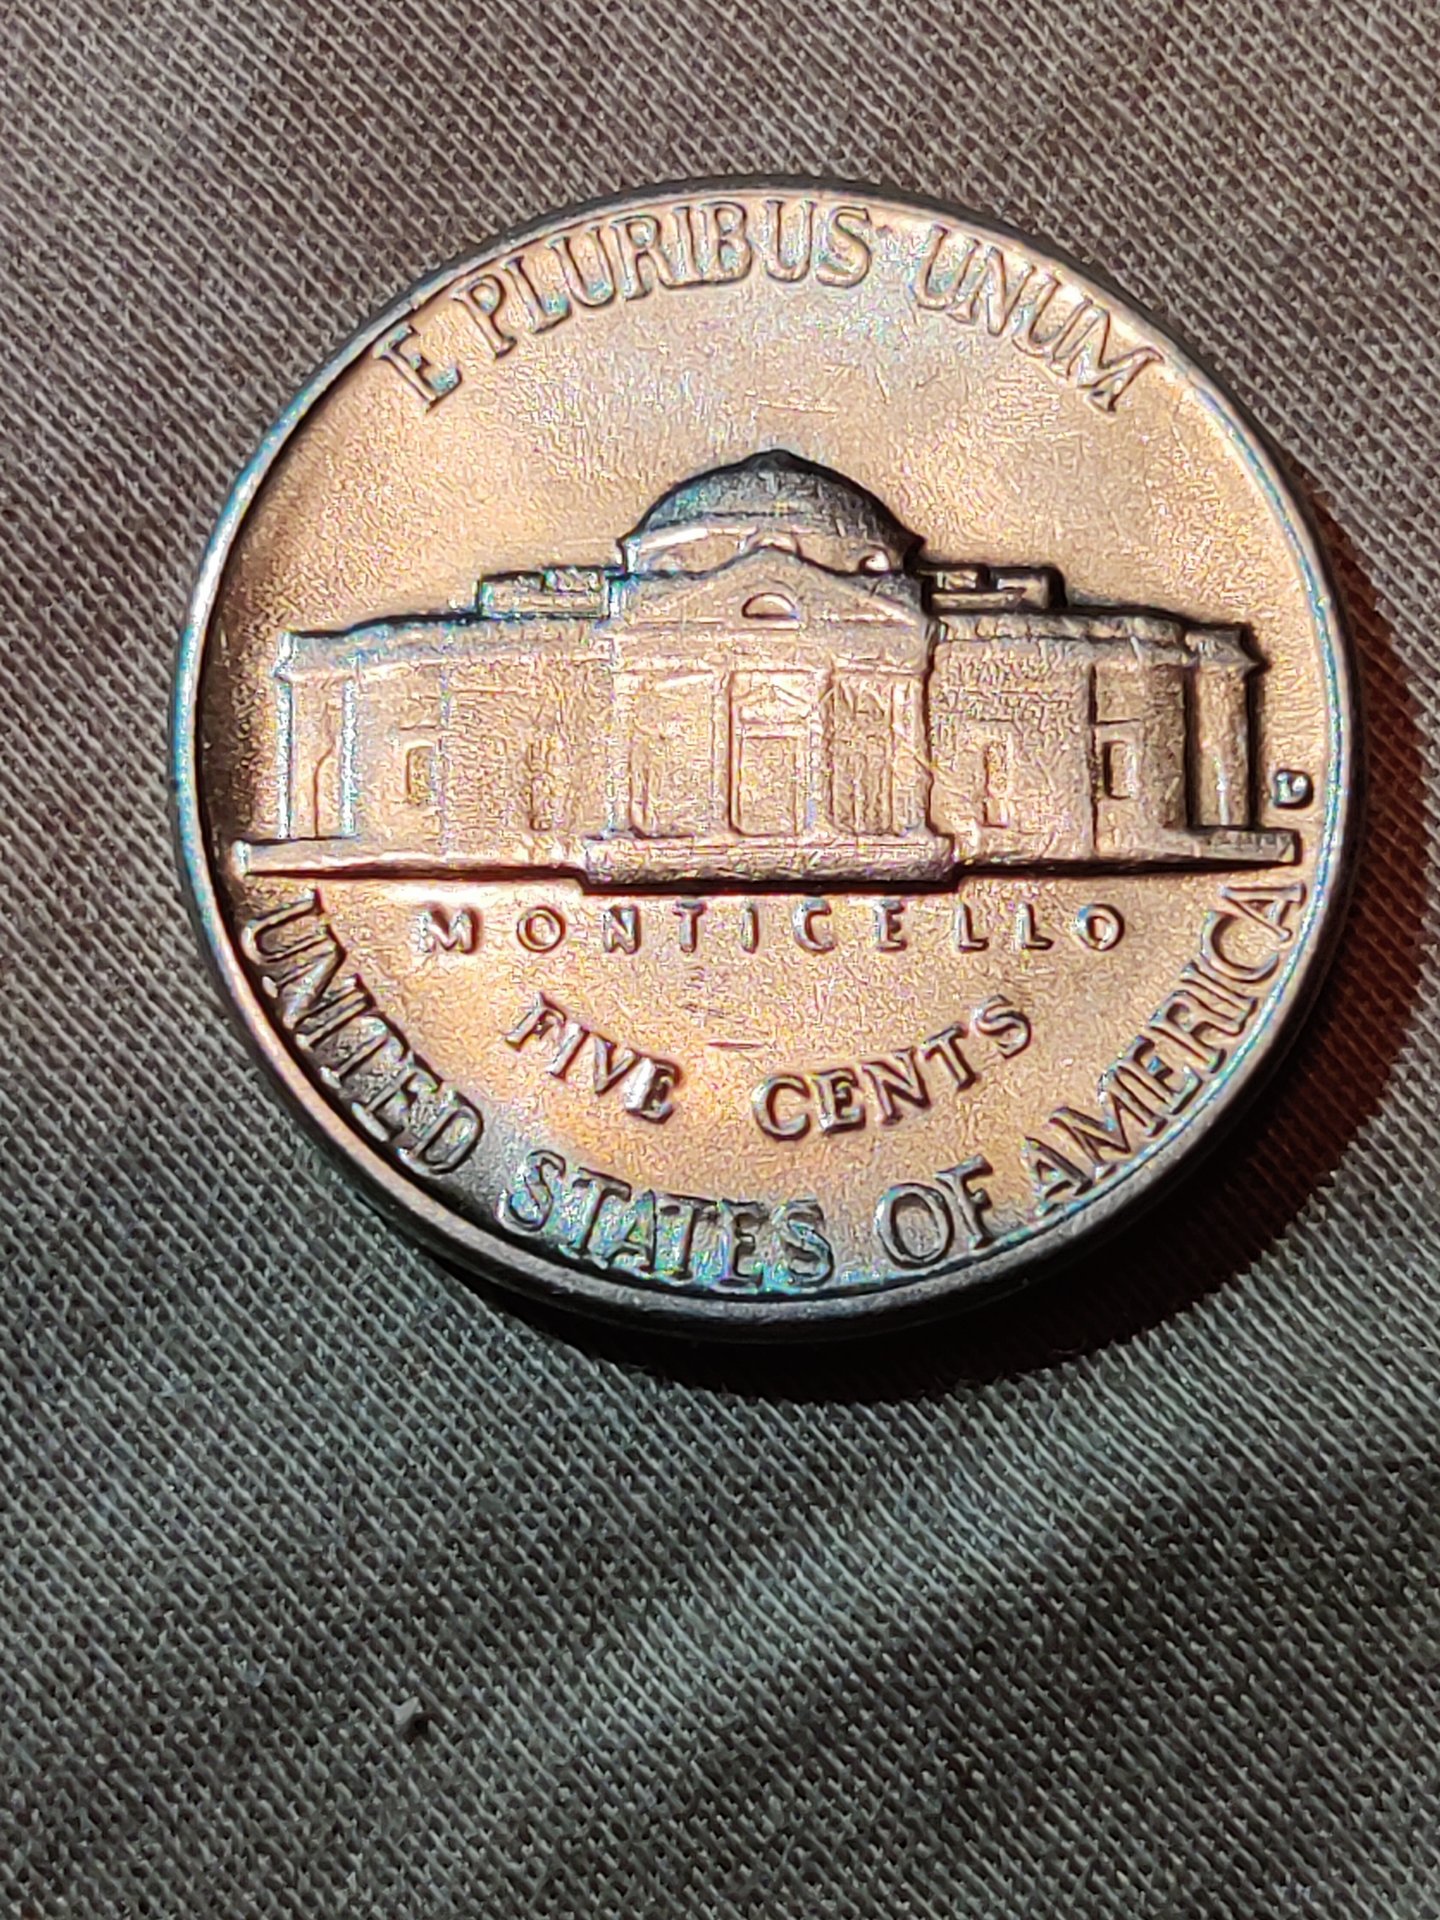 E PLURIBUS UNUM
D
MONTICELLO
FIVE CENTS
UNITED STATES OF AMERICA